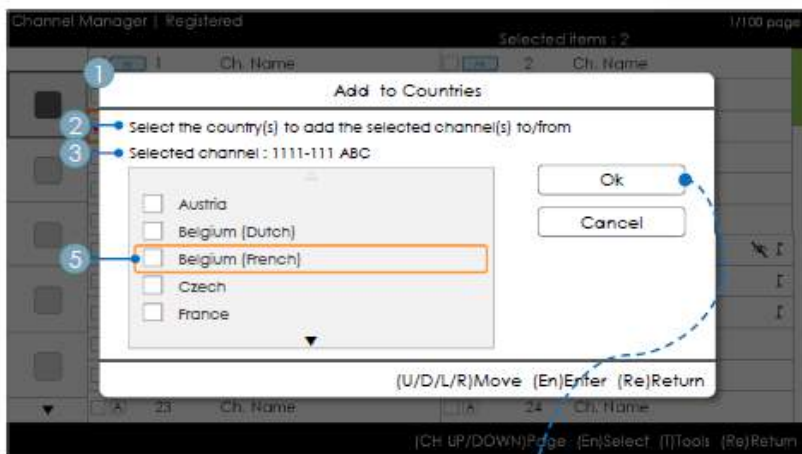 Channel Manager | Registered
1/100 page
Selected items : 2
1 Ch. Name
2 Ch. Name
1
Add to Countries
2
Select the country(s) to add the selected channel(s) to/from
3
Selected channel : 1111-111 ABC
Ok
Cancel
Austria
Belgium (Dutch)
5
Belgium (French)
Czech
France
(U/D/L/R)Move (En)Enter (Re)Return
(A) 23 Ch. Name
(A) 24 Ch. Name
(CH UP/DOWN)Page (En)Select (T)Tools (Re)Return